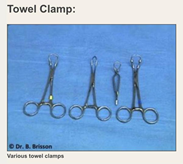 Towel Clamp:
© Dr. B. Brisson
Various towel clamps